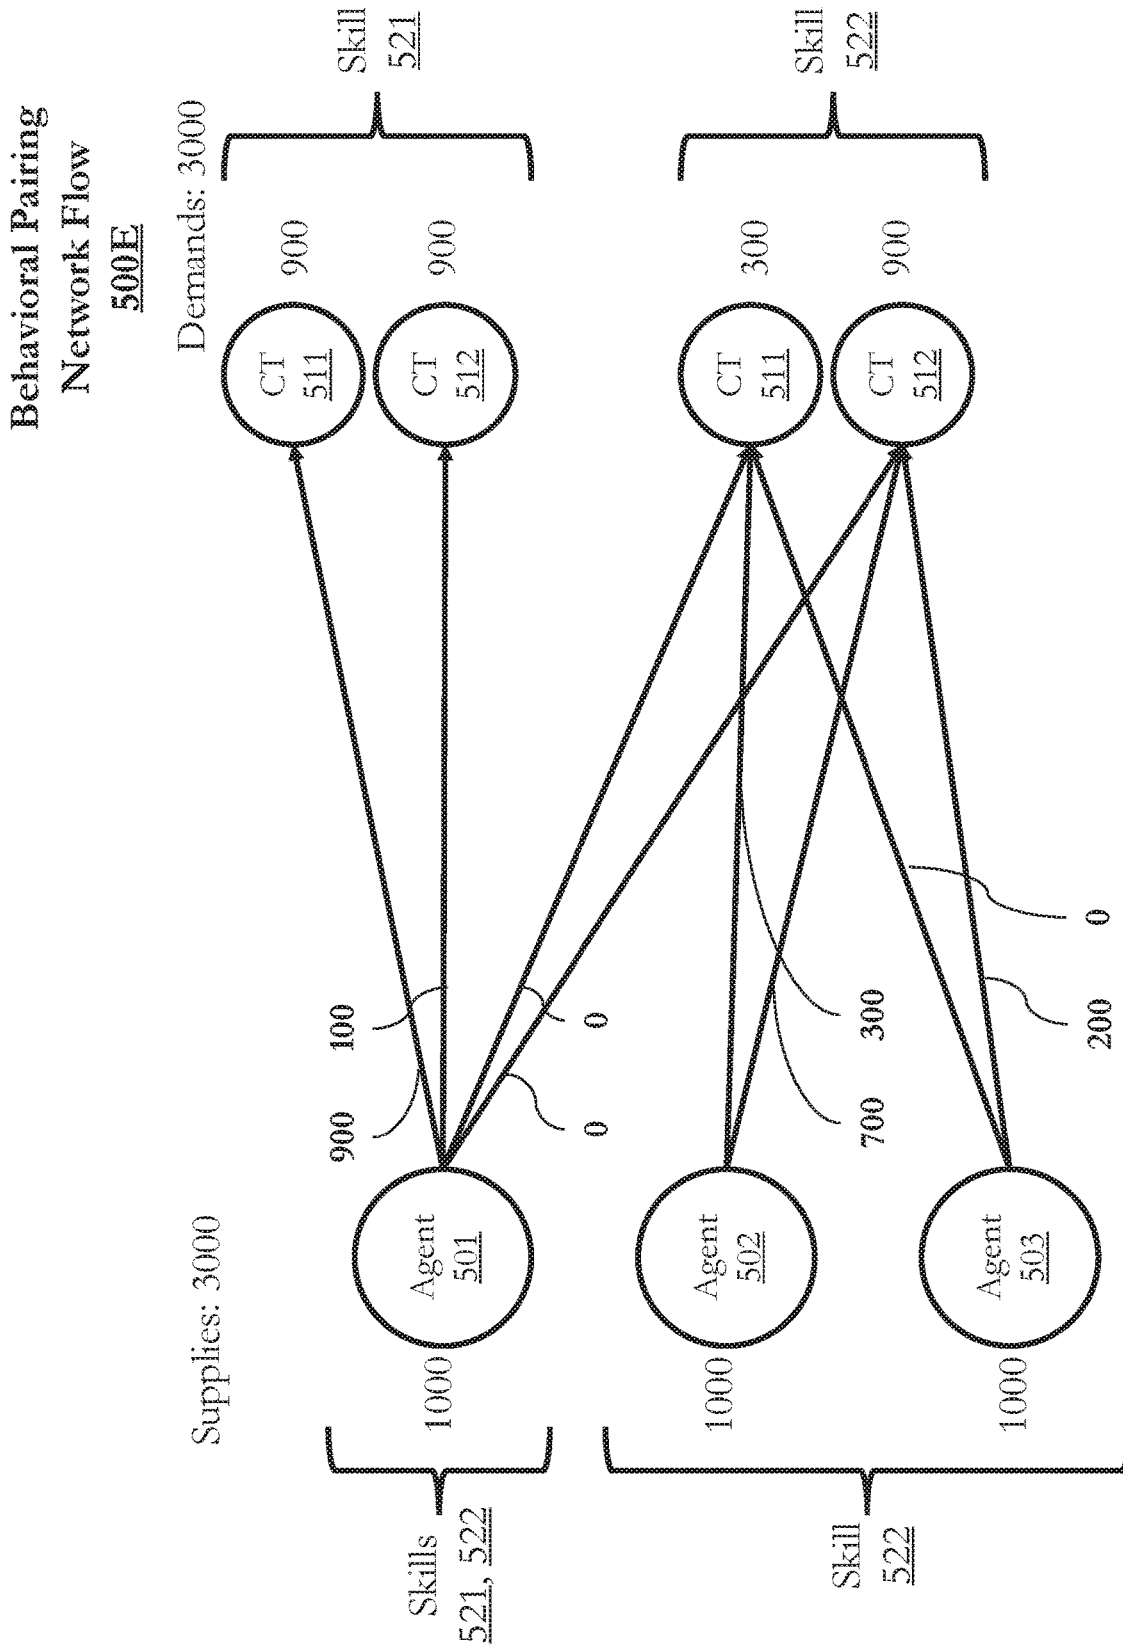 Behavioral Pairing
Network Flow
500E
Supplies: 3000
Demands: 3000
Skills
521, 522
1000
Agent
501
900
100
0
0
CT
511
900
CT
512
900
Skill
521
Skill
522
1000
Agent
502
700
300
1000
Agent
503
200
0
CT
511
300
CT
512
900
Skill
522